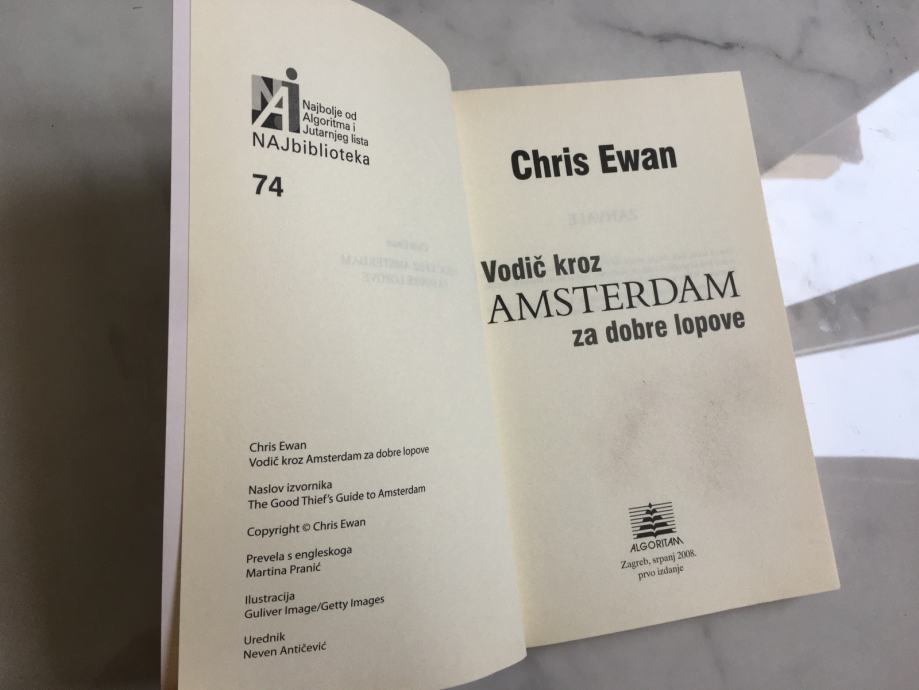 NAJ
Najbolje od
Algoritma i
Jutarnjeg lista
NAJbiblioteka
74
Chris Ewan
Vodič kroz Amsterdam za dobre lopove
Naslov izvornika
The Good Thief's Guide to Amsterdam
Copyright © Chris Ewan
Prevela s engleskoga
Martina Pranić
Ilustracija
Guliver Image/Getty Images
Urednik
Neven Antičević
Chris Ewan
Vodič kroz
AMSTERDAM
za dobre lopove
ALGORITAM
Zagreb, srpanj 2008.
prvo izdanje